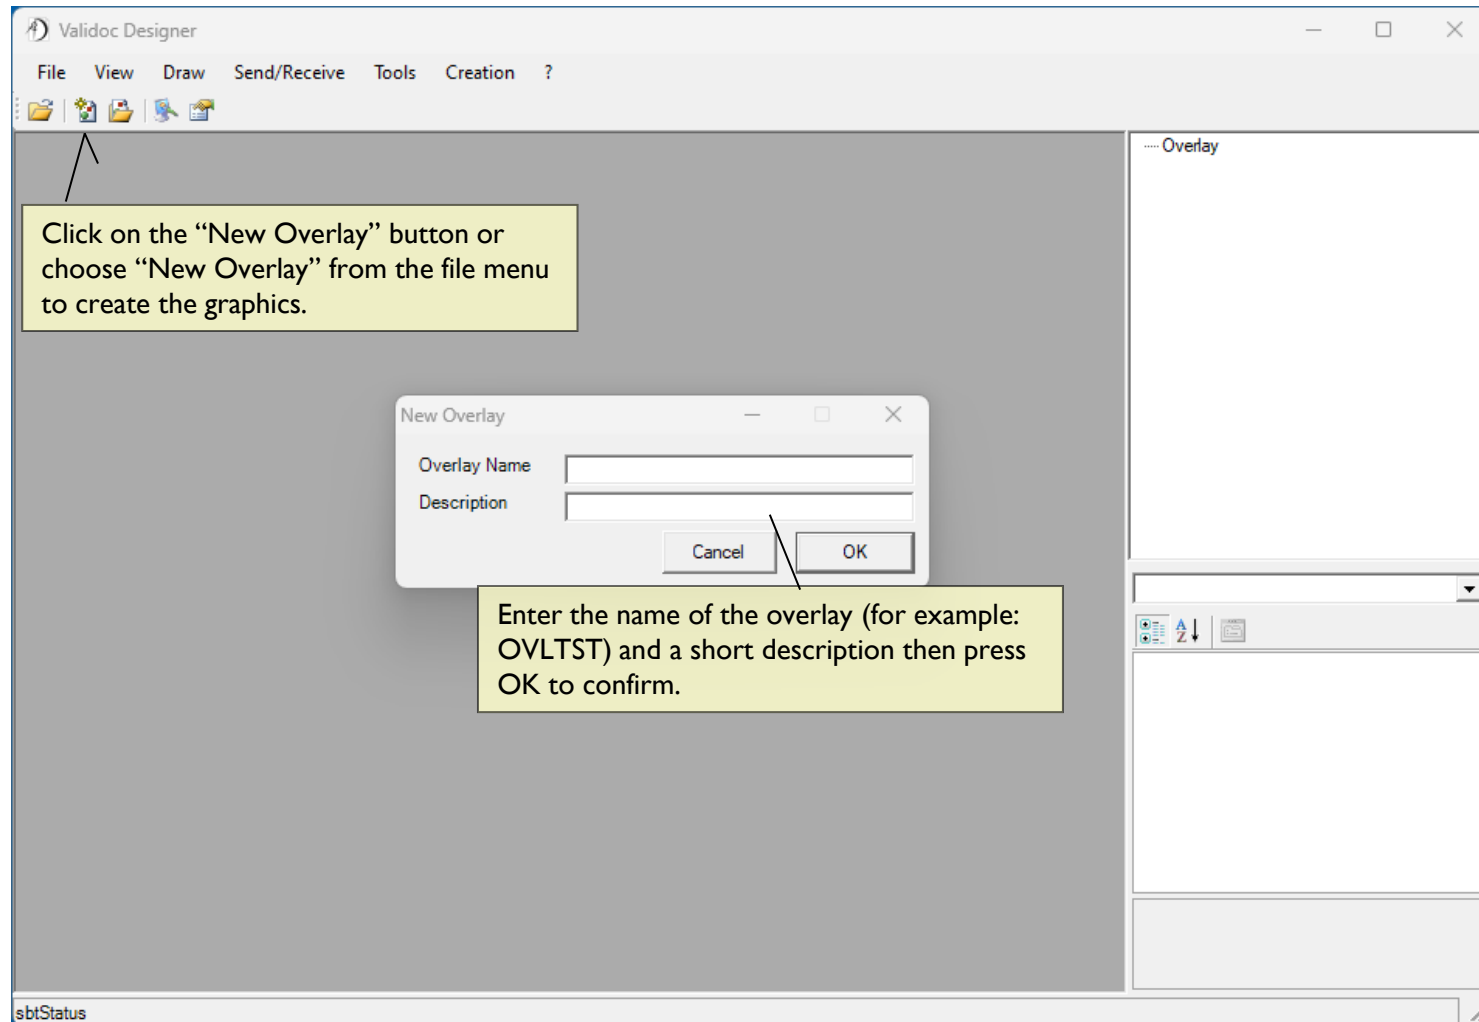 Validoc Designer
File View Draw Send/Receive Tools Creation ?
Overlay
Click on the “New Overlay” button or
choose “New Overlay” from the file menu
to create the graphics.
New Overlay
Overlay Name
Description
Cancel OK
Enter the name of the overlay (for example:
OVLTST) and a short description then press
OK to confirm.
A
Z
sbtStatus